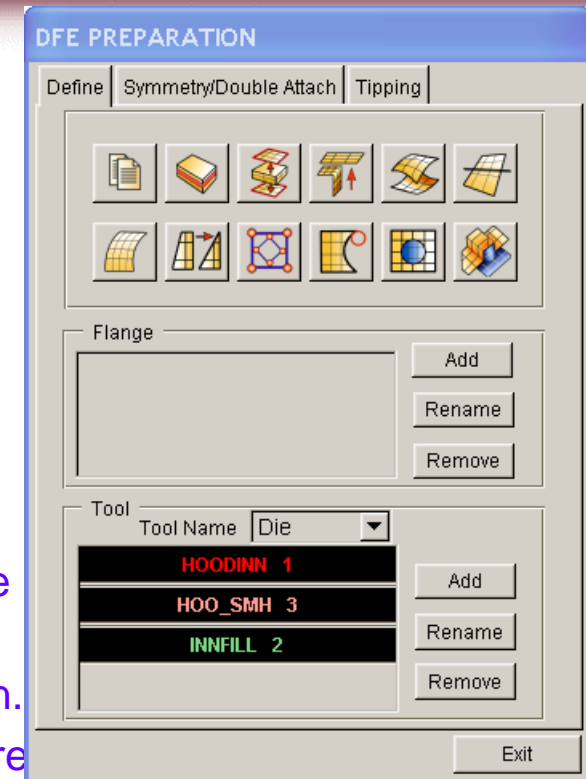 DFE PREPARATION
Define Symmetry/Double Attach Tipping
Flange
Add
Rename
Remove
Tool
Tool Name Die
HOODINN 1
HOO_SMH 3
INNFILL 2
Add
Rename
Remove
Exit